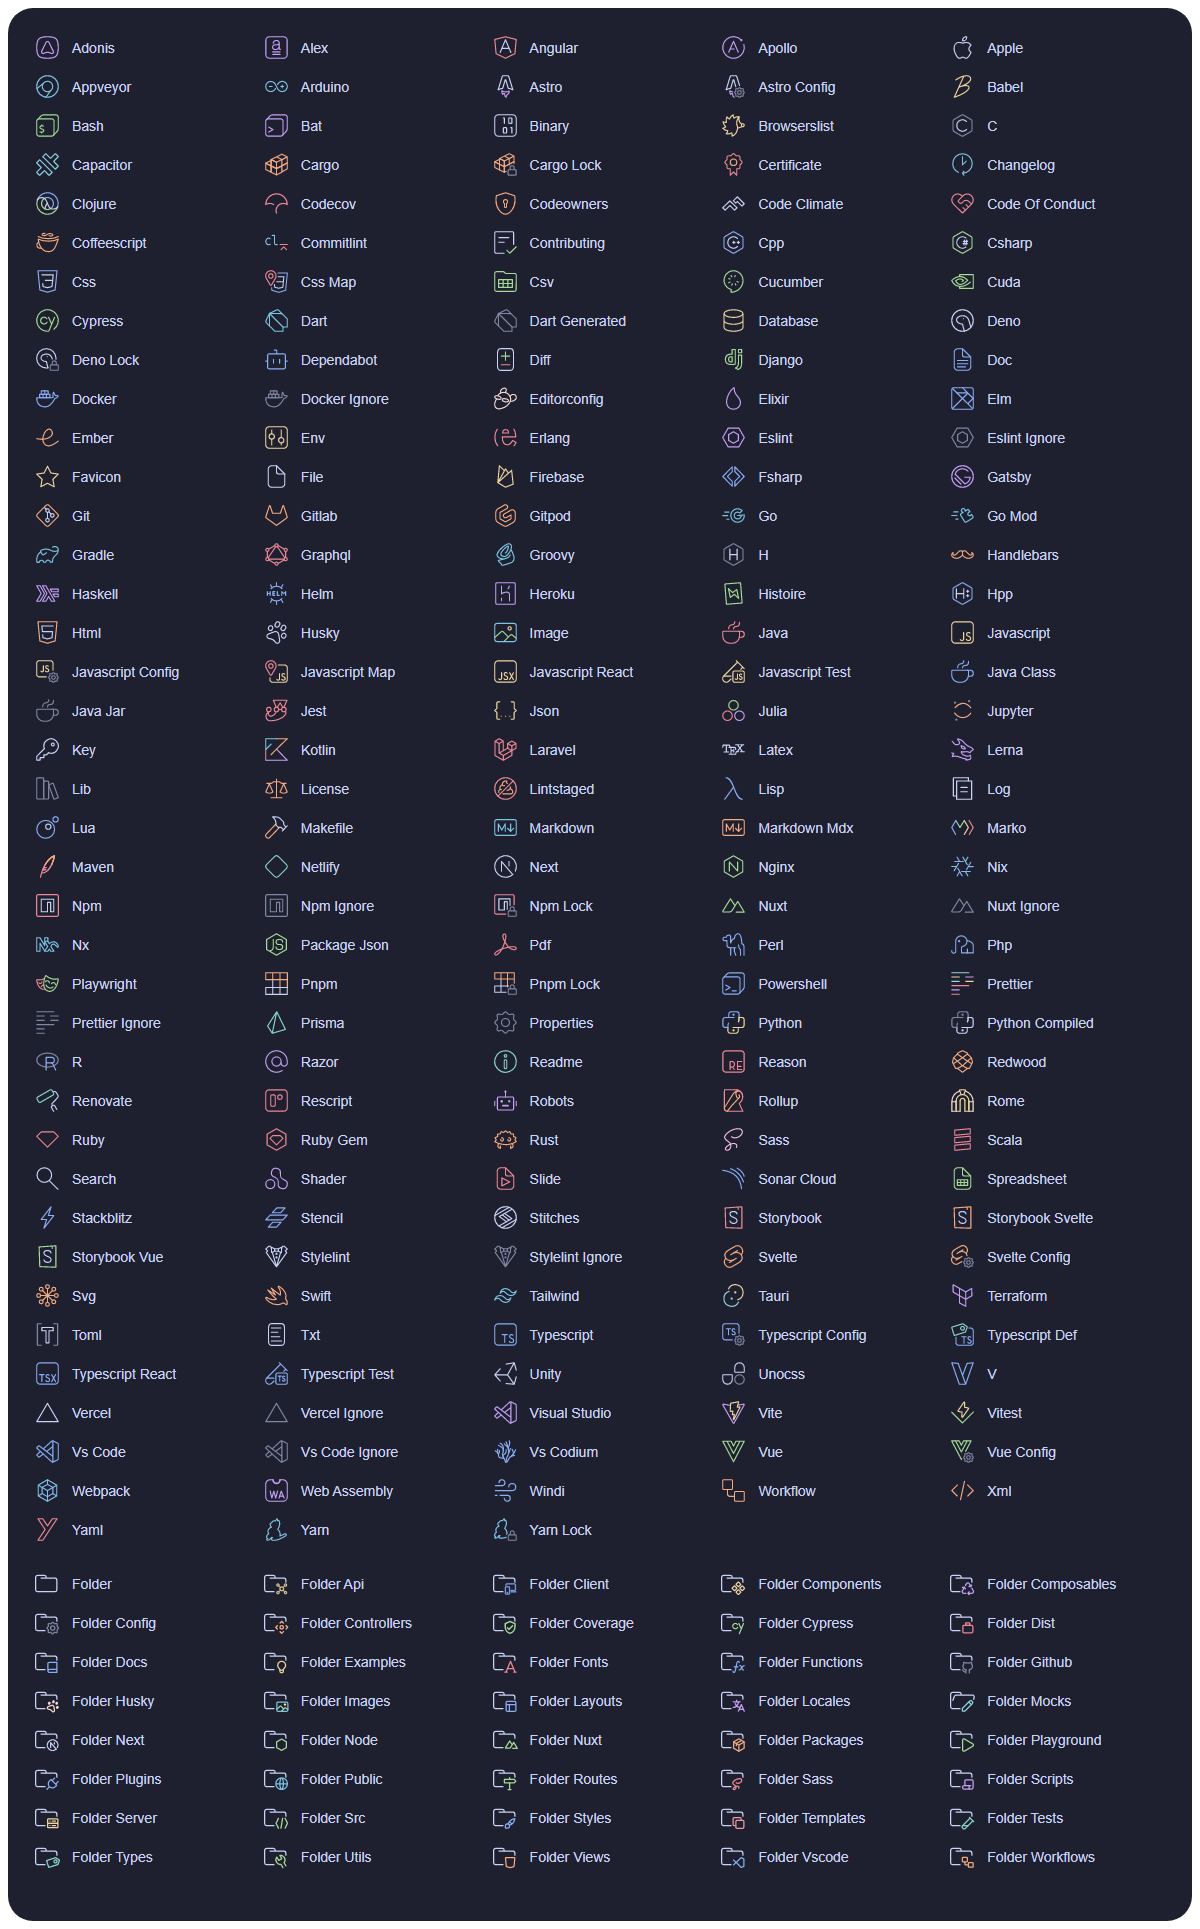 Adonis Alex Angular Apollo Apple
Appveyor Arduino Astro Astro Config Babel
Bash Bat Binary Browserslist C
Capacitor Cargo Cargo Lock Certificate Changelog
Clojure Codecov Codeowners Code Climate Code Of Conduct
Coffeescript Commitlint Contributing Cpp Csharp
Css Css Map Csv Cucumber Cuda
Cypress Dart Dart Generated Database Deno
Deno Lock Dependabot Diff Django Doc
Docker Docker Ignore Editorconfig Elixir Elm
Ember Env Erlang Eslint Eslint Ignore
Favicon File Firebase Fsharp Gatsby
Git Gitlab Gitpod Go Go Mod
Gradle Graphql Groovy H Handlebars
Haskell Helm Heroku Histoire Hpp
Html Husky Image Java Javascript
Javascript Config Javascript Map Javascript React Javascript Test Java Class
Java Jar Jest Json Julia Jupyter
Key Kotlin Laravel Latex Lerna
Lib License Lintstaged Lisp Log
Lua Makefile Markdown Markdown Mdx Marko
Maven Netlify Next Nginx Nix
Npm Npm Ignore Npm Lock Nuxt Nuxt Ignore
Nx Package Json Pdf Perl Php
Playwright Pnpm Pnpm Lock Powershell Prettier
Prettier Ignore Prisma Properties Python Python Compiled
R Razor Readme Reason Redwood
Renovate Rescript Robots Rollup Rome
Ruby Ruby Gem Rust Sass Scala
Search Shader Slide Sonar Cloud Spreadsheet
Stackblitz Stencil Stitches Storybook Storybook Svelte
Storybook Vue Stylelint Stylelint Ignore Svelte Svelte Config
Svg Swift Tailwind Tauri Terraform
Toml Txt Typescript Typescript Config Typescript Def
Typescript React Typescript Test Unity Unocss V
Vercel Vercel Ignore Visual Studio Vite Vitest
Vs Code Vs Code Ignore Vs Codium Vue Vue Config
Webpack Web Assembly Windi Workflow Xml
Yaml Yarn Yarn Lock
Folder Folder Api Folder Client Folder Components Folder Composables
Folder Config Folder Controllers Folder Coverage Folder Cypress Folder Dist
Folder Docs Folder Examples Folder Fonts Folder Functions Folder Github
Folder Husky Folder Images Folder Layouts Folder Locales Folder Mocks
Folder Next Folder Node Folder Nuxt Folder Packages Folder Playground
Folder Plugins Folder Public Folder Routes Folder Sass Folder Scripts
Folder Server Folder Src Folder Styles Folder Templates Folder Tests
Folder Types Folder Utils Folder Views Folder Vscode Folder Workflows